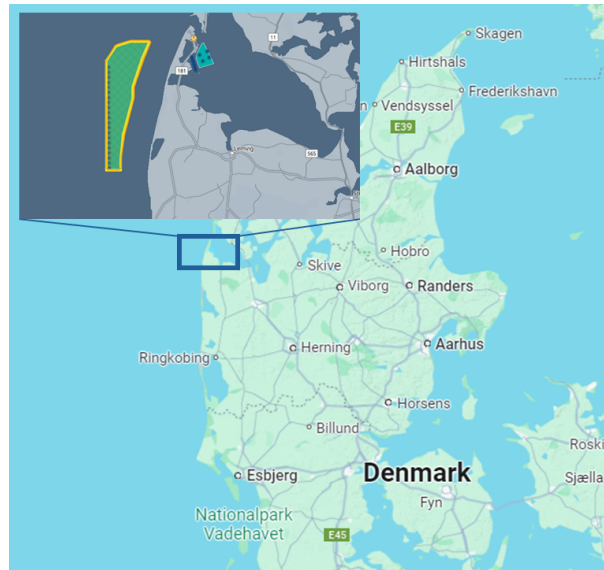 Skagen
11
Hirtshals
181
Frederikshavn
n
Vendsyssel
E39
Lemvig
565
Aalborg
Hobro
Skive
Viborg
Randers
Ringkobing
Herning
Aarhus
Horsens
Billund
Esbjerg
Denmark
Roski
Sjælla
Fyn
Nationalpark
Vadehavet
E45